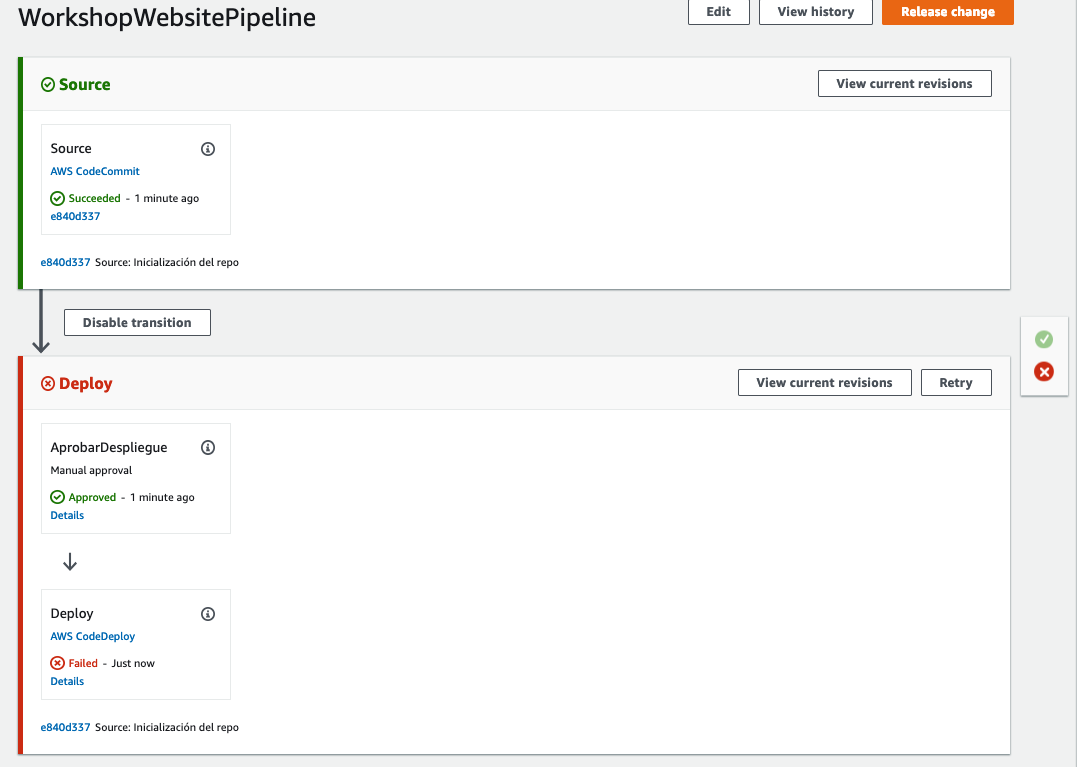 WorkshopWebsitePipeline
Edit
View history
Release change
Source
View current revisions
Source
AWS CodeCommit
Succeeded - 1 minute ago
e840d337
e840d337 Source: Inicialización del repo
Disable transition
Deploy
View current revisions
Retry
AprobarDespliegue
Manual approval
Approved - 1 minute ago
Details
Deploy
AWS CodeDeploy
Failed - Just now
Details
e840d337 Source: Inicialización del repo